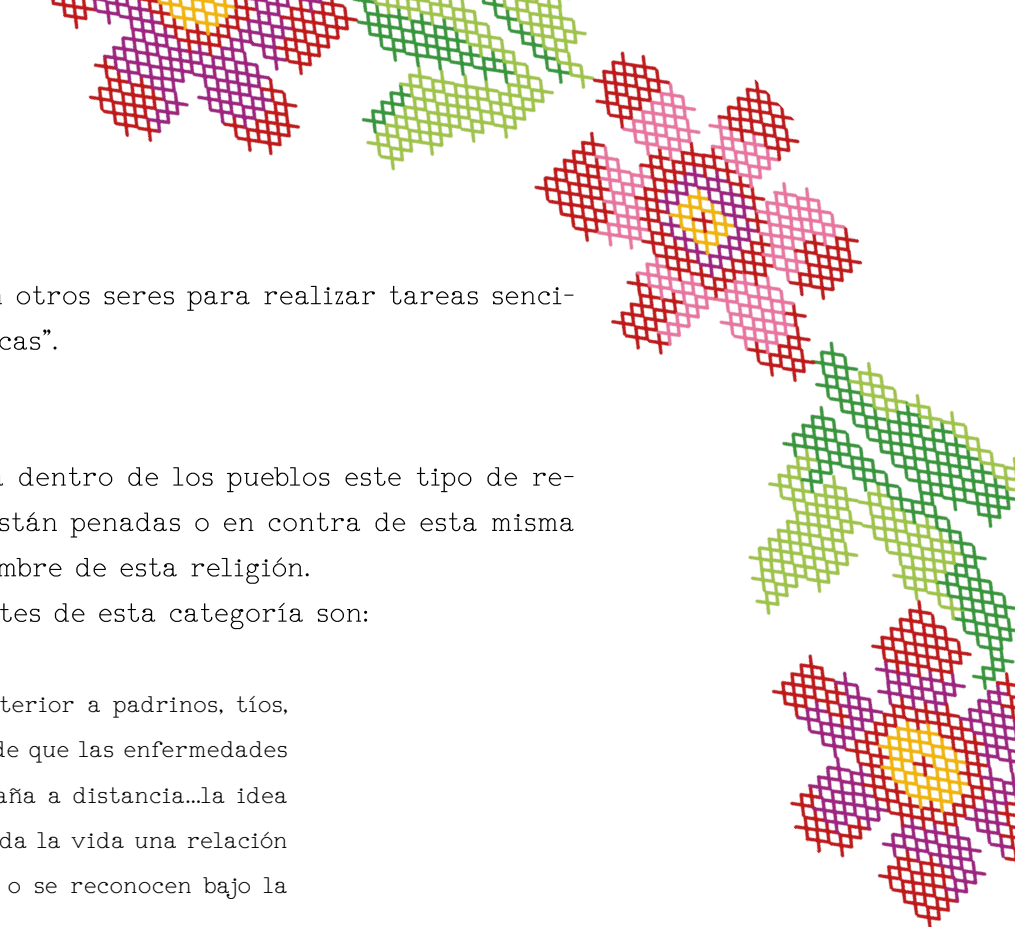 otros seres para realizar tareas senci-
cas”.
dentro de los pueblos este tipo de re-
stán penadas o en contra de esta misma
mbre de esta religión.
tes de esta categoría son:
terior a padrinos, tíos,
de que las enfermedades
aña a distancia...la idea
da la vida una relación
o se reconocen bajo la